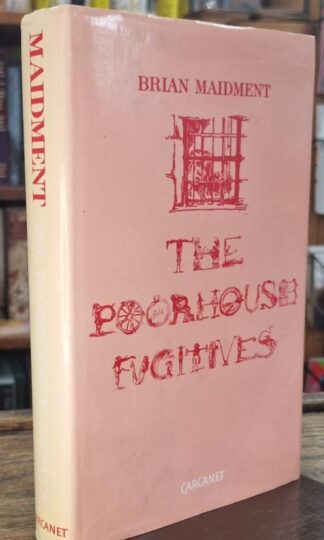 MAIDMENT
CARCANET
BRIAN MAIDMENT
THE
POORHOUSE
FUGITIVES
CARCANET